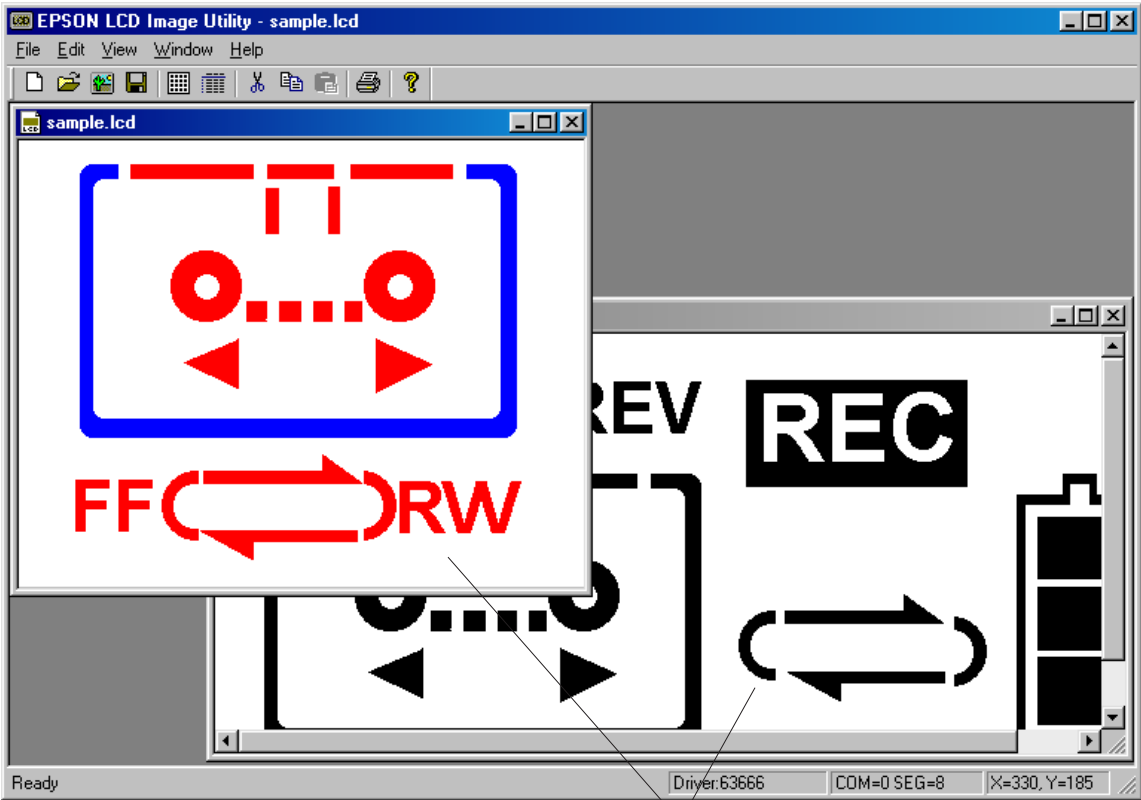 EPSON LCD Image Utility - sample.lcd
File Edit View Window Help
sample.lcd
REV
REC
FF RW
Ready
Driver:63666
COM=0 SEG=8
X=330, Y=185